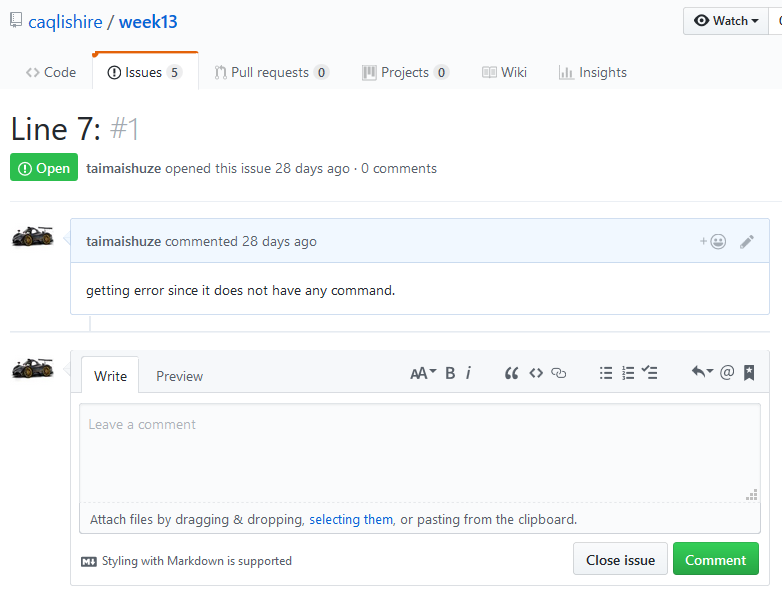 caqlishire / week13
Watch
Code
Issues 5
Pull requests 0
Projects 0
Wiki
Insights
Line 7: #1
Open
taimaishuze opened this issue 28 days ago · 0 comments
taimaishuze commented 28 days ago
getting error since it does not have any command.
Write
Preview
AA B i
Leave a comment
Attach files by dragging & dropping, selecting them, or pasting from the clipboard.
Styling with Markdown is supported
Close issue
Comment